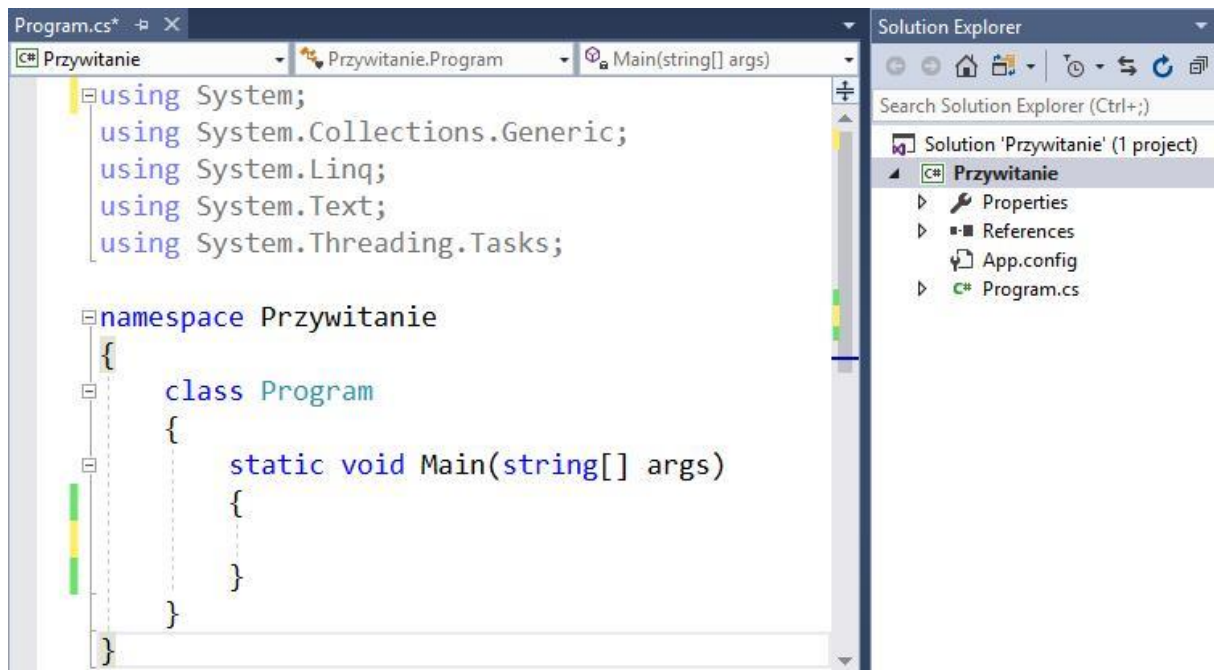 Program.cs*
C# Przywitanie
Przywitanie.Program
Main(string[] args)
using System;
using System.Collections.Generic;
using System.Linq;
using System.Text;
using System.Threading.Tasks;
namespace Przywitanie
{
class Program
{
static void Main(string[] args)
{
}
}
}
Solution Explorer
Search Solution Explorer (Ctrl+;)
Solution 'Przywitanie' (1 project)
C# Przywitanie
Properties
References
App.config
C# Program.cs